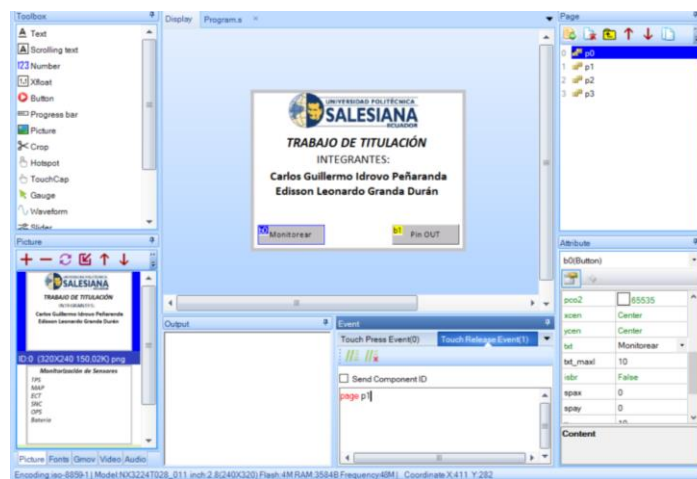 Toolbox
Text
Scrolling text
Number
Xfloat
Button
Progress bar
Picture
Crop
Hotspot
TouchCap
Gauge
Waveform
Slider
Display
Program.s
UNIVERSIDAD POLITÉCNICA
SALESIANA
ECUADOR
TRABAJO DE TITULACIÓN
INTEGRANTES:
Carlos Guillermo Idrovo Peñaranda
Edisson Leonardo Granda Durán
b0
Monitorear
b1
Pin OUT
Page
0 p0
1 p1
2 p2
3 p3
Picture
SALESIANA
TRABAJO DE TITULACIÓN
INTEGRANTES:
Carlos Guillermo Idrovo Peñaranda
Edisson Leonardo Granda Durán
ID:0 (320X240 150.02K) png
Monitorización de Sensores
TPS
MAP
ECT
SNC
OPS
Batería
Picture Fonts Gmov Video Audio
Output
Event
Touch Press Event(0)
Touch Release Event(1)
Send Component ID
page p1
Attribute
b0(Button)
pco2 65535
xcen Center
ycen Center
txt Monitorear
txt_maxl 10
isbr False
spax 0
spay 0
Content
Encoding:iso-8859-1 Model:NX3224T028_011 inch:2.8(240X320) Flash:4M RAM:3584B Frequency:48M Coordinate X:411 Y:282